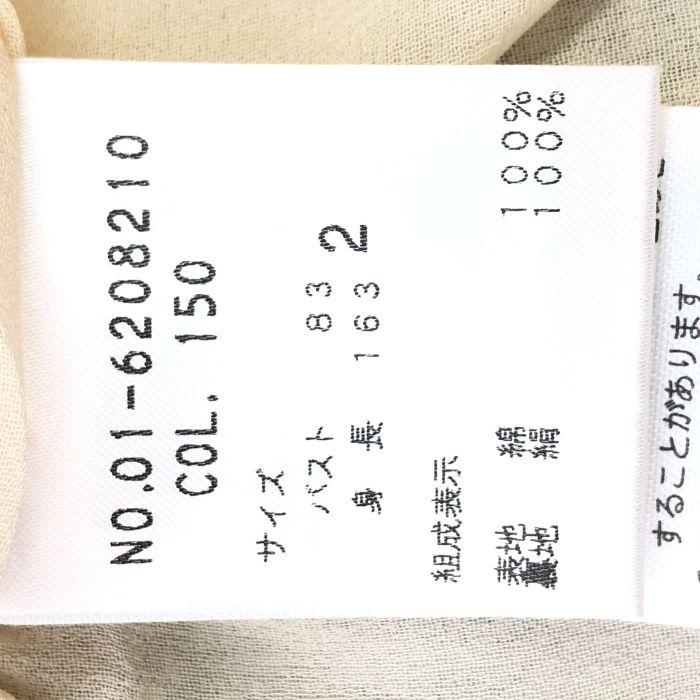 NO.01-6208210
COL. 150
サイズ
バスト 83 2
身長 163
組成表示
表地 綿 100%
裏地 絹 100%
することがあります。